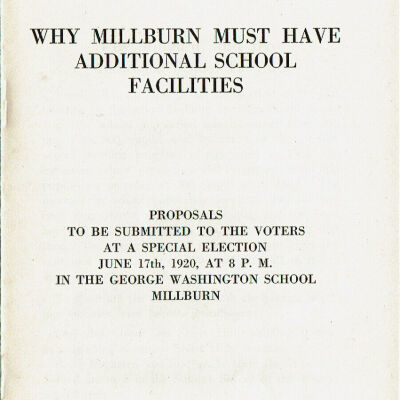 WHY MILLBURN MUST HAVE
ADDITIONAL SCHOOL
FACILITIES
PROPOSALS
TO BE SUBMITTED TO THE VOTERS
AT A SPECIAL ELECTION
JUNE 17th, 1920, AT 8 P. M.
IN THE GEORGE WASHINGTON SCHOOL
MILLBURN